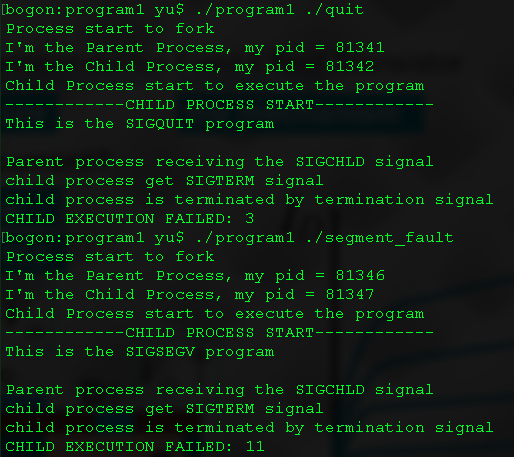 [bogon:program1 yu$ ./program1 ./quit
Process start to fork
I'm the Parent Process, my pid = 81341
I'm the Child Process, my pid = 81342
Child Process start to execute the program
------------CHILD PROCESS START------------
This is the SIGQUIT program
Parent process receiving the SIGCHLD signal
child process get SIGTERM signal
child process is terminated by termination signal
CHILD EXECUTION FAILED: 3
[bogon:program1 yu$ ./program1 ./segment_fault
Process start to fork
I'm the Parent Process, my pid = 81346
I'm the Child Process, my pid = 81347
Child Process start to execute the program
------------CHILD PROCESS START------------
This is the SIGSEGV program
Parent process receiving the SIGCHLD signal
child process get SIGTERM signal
child process is terminated by termination signal
CHILD EXECUTION FAILED: 11